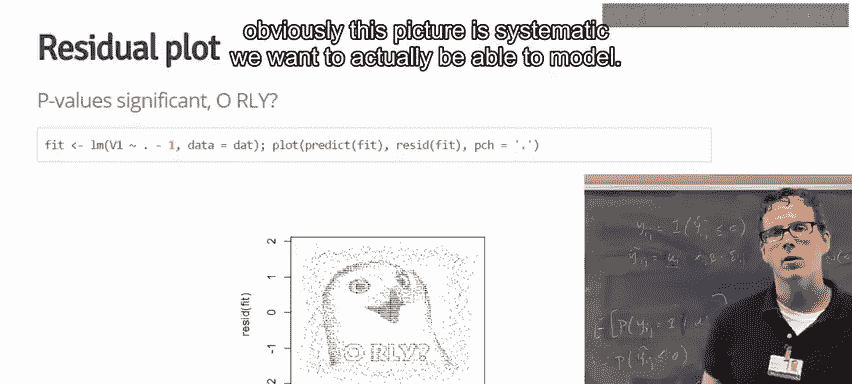 obviously this picture is systematic
we want to actually be able to model.
Residual plot
P-values significant, O RLY?
fit <- lm(V1 ~ . - 1, data = dat); plot(predict(fit), resid(fit), pch = '.')
resid(fit)
2
1
0
-1
O RLY?